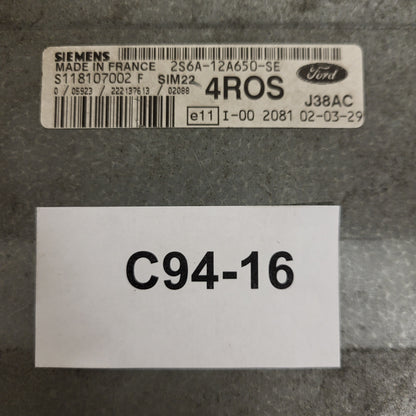 SIEMENS
MADE IN FRANCE 2S6A-12A650-SE
S118107002 F SIM22 4ROS Ford
0 / 05923 / 222137613 / 02088 J38AC
e11 I-00 2081 02-03-29
C94-16